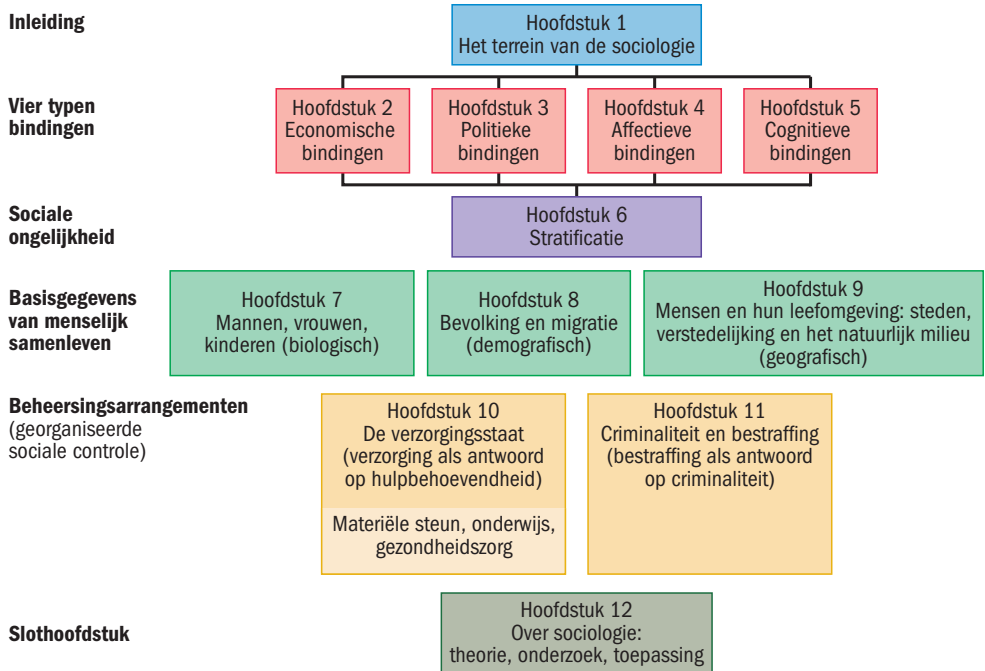 Inleiding
Hoofdstuk 1
Het terrein van de sociologie
Vier typen
bindingen
Hoofdstuk 2
Economische
bindingen
Hoofdstuk 3
Politieke
bindingen
Hoofdstuk 4
Affectieve
bindingen
Hoofdstuk 5
Cognitieve
bindingen
Sociale
ongelijkheid
Hoofdstuk 6
Stratificatie
Basisgegevens
van menselijk
samenleven
Hoofdstuk 7
Mannen, vrouwen,
kinderen (biologisch)
Hoofdstuk 8
Bevolking en migratie
(demografisch)
Hoofdstuk 9
Mensen en hun leefomgeving: steden,
verstedelijking en het natuurlijk milieu
(geografisch)
Beheersingsarrangementen
(georganiseerde
sociale controle)
Hoofdstuk 10
De verzorgingsstaat
(verzorging als antwoord
op hulpbehoevendheid)
Materiële steun, onderwijs,
gezondheidszorg
Hoofdstuk 11
Criminaliteit en bestraffing
(bestraffing als antwoord
op criminaliteit)
Slothoofdstuk
Hoofdstuk 12
Over sociologie:
theorie, onderzoek, toepassing